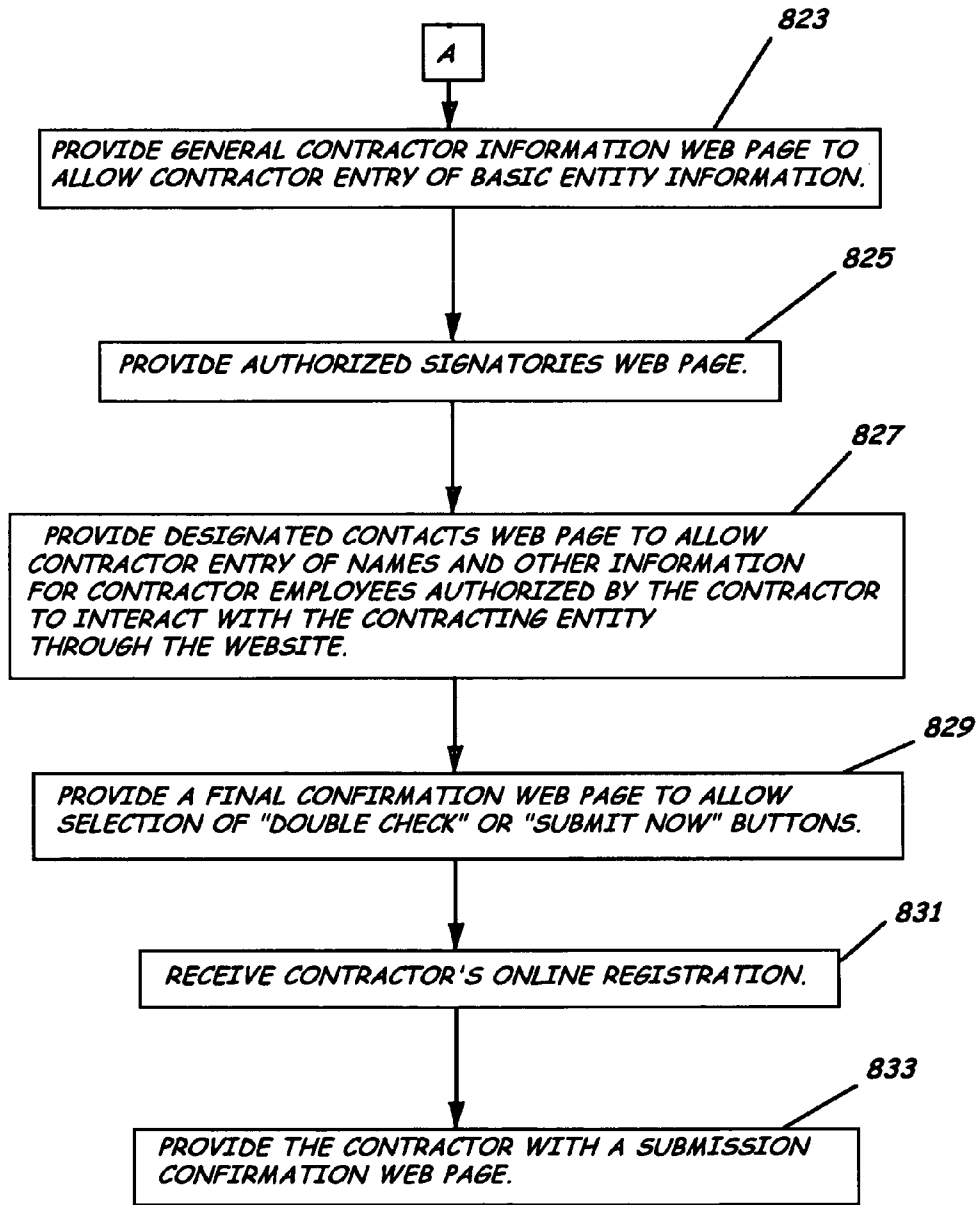 823
A
PROVIDE GENERAL CONTRACTOR INFORMATION WEB PAGE TO
ALLOW CONTRACTOR ENTRY OF BASIC ENTITY INFORMATION.
825
PROVIDE AUTHORIZED SIGNATORIES WEB PAGE.
827
PROVIDE DESIGNATED CONTACTS WEB PAGE TO ALLOW
CONTRACTOR ENTRY OF NAMES AND OTHER INFORMATION
FOR CONTRACTOR EMPLOYEES AUTHORIZED BY THE CONTRACTOR
TO INTERACT WITH THE CONTRACTING ENTITY
THROUGH THE WEBSITE.
829
PROVIDE A FINAL CONFIRMATION WEB PAGE TO ALLOW
SELECTION OF "DOUBLE CHECK" OR "SUBMIT NOW" BUTTONS.
831
RECEIVE CONTRACTOR'S ONLINE REGISTRATION.
833
PROVIDE THE CONTRACTOR WITH A SUBMISSION
CONFIRMATION WEB PAGE.